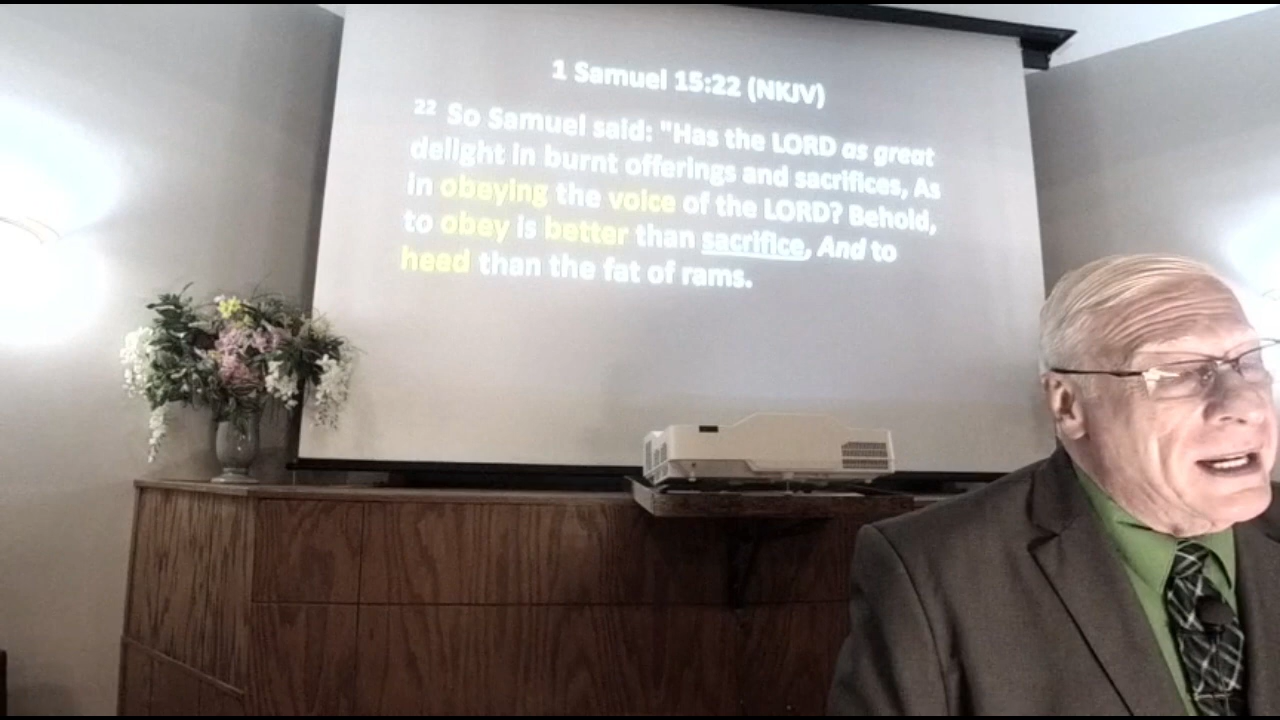 1 Samuel 15:22 (NKJV)
22 So Samuel said: "Has the LORD as great
delight in burnt offerings and sacrifices, As
in obeying the voice of the LORD? Behold,
to obey is better than sacrifice, And to
heed than the fat of rams.